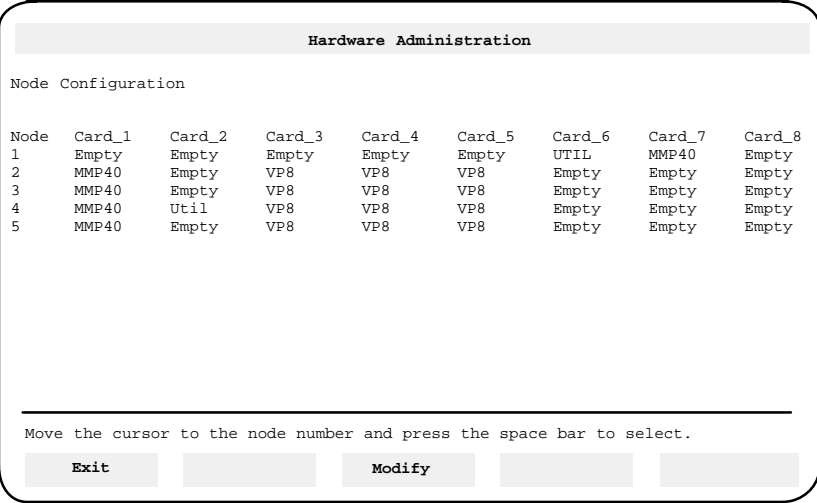 Hardware Administration
Node Configuration
Node Card_1 Card_2 Card_3 Card_4 Card_5 Card_6 Card_7 Card_8
1 Empty Empty Empty Empty Empty UTIL MMP40 Empty
2 MMP40 Empty VP8 VP8 VP8 Empty Empty Empty
3 MMP40 Empty VP8 VP8 VP8 Empty Empty Empty
4 MMP40 Util VP8 VP8 VP8 Empty Empty Empty
5 MMP40 Empty VP8 VP8 VP8 Empty Empty Empty
Move the cursor to the node number and press the space bar to select.
Exit Modify